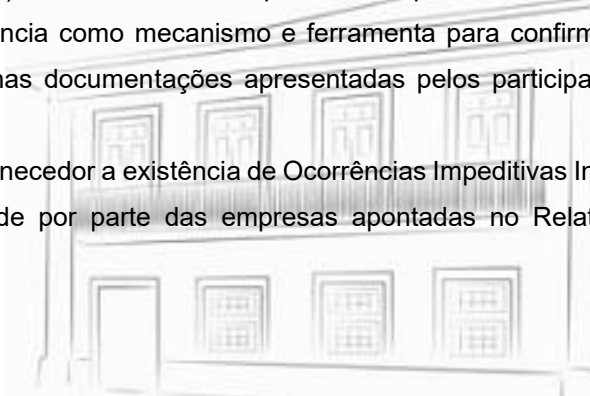 ncia como mecanismo e ferramenta para confirm
nas documentações apresentadas pelos participa
necedor a existência de Ocorrências Impeditivas In
de por parte das empresas apontadas no Relat